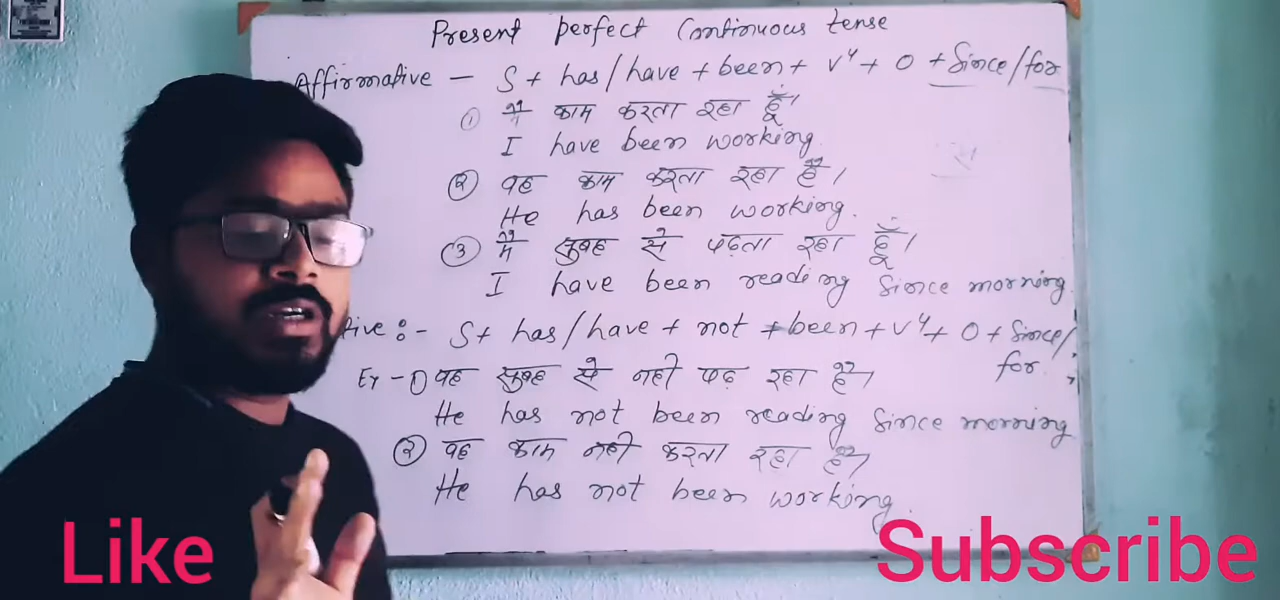 Present perfect Continuous tense
Affirmative - S + has/have + been + V4 + O + Since/for
① मैं काम करता रहा हूँ।
I have been working
② वह काम करता रहा है।
He has been working.
③ मैं सुबह से पढ़ता रहा हूँ।
I have been reading Since morning.
tive :- S + has/have + not + been + V4 + O + Since/
for
Ex - ① वह सुबह से नही पढ़ रहा है।
He has not been reading Since morning
② वह काम नही करता रहा है।
He has not been working.
Like
Subscribe